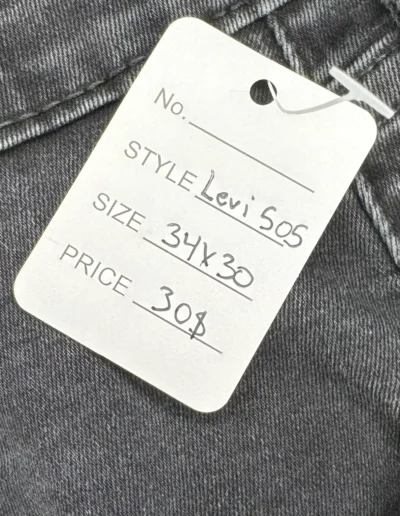 No.
STYLE Levi 505
SIZE 34x30
PRICE 30$